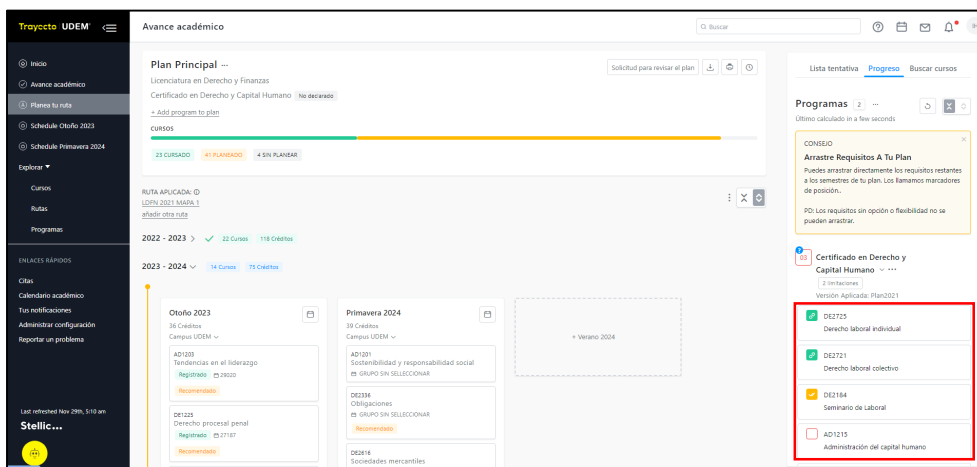 Trayecto UDEM
Inicio
Avance académico
Planea tu ruta
Schedule Otoño 2023
Schedule Primavera 2024
Explorar
Cursos
Rutas
Programas
ENLACES RÁPIDOS
Citas
Calendario académico
Tus notificaciones
Administrar configuración
Reportar un problema
Last refreshed Nov 29th, 5:10 am
Stellic...
Avance académico
Buscar
Plan Principal ...
Solicitud para revisar el plan
Licenciatura en Derecho y Finanzas
Certificado en Derecho y Capital Humano No declarado
+ Add program to plan
CURSOS
23 CURSADO 41 PLANEADO 4 SIN PLANEAR
RUTA APLICADA:
LDFN 2021 MAPA 1
añadir otra ruta
2022 - 2023 22 Cursos 118 Créditos
2023 - 2024 14 Cursos 75 Créditos
Otoño 2023
36 Créditos
Campus UDEM
AD1203
Tendencias en el liderazgo
Registrado 29020
Recomendado
DE1225
Derecho procesal penal
Registrado 27187
Recomendado
Primavera 2024
39 Créditos
Campus UDEM
AD1201
Sostenibilidad y responsabilidad social
GRUPO SIN SELLECCIONAR
DE2338
Obligaciones
GRUPO SIN SELLECCIONAR
Recomendado
DE2616
Sociedades mercantiles
+ Verano 2024
Lista tentativa Progreso Buscar cursos
Programas 2 ...
Último calculado in a few seconds
CONSEJO
Arrastre Requisitos A Tu Plan
Puedes arrastrar directamente los requisitos restantes
a los semestres de tu plan. Los llamamos marcadores
de posición..
PD: Los requisitos sin opción o flexibilidad no se
pueden arrastrar.
03 Certificado en Derecho y
Capital Humano ...
2 limitaciones
Versión Aplicada: Plan2021
DE2725
Derecho laboral individual
DE2721
Derecho laboral colectivo
DE2184
Seminario de Laboral
AD1215
Administración del capital humano